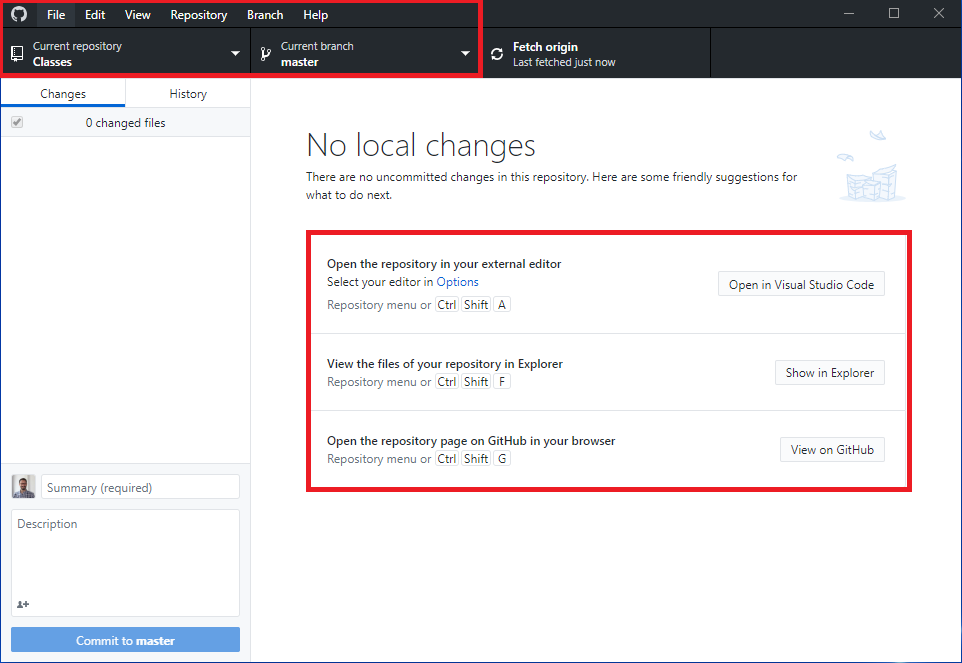 File Edit View Repository Branch Help
Current repository
Classes
Current branch
master
Fetch origin
Last fetched just now
Changes History
0 changed files
No local changes
There are no uncommitted changes in this repository. Here are some friendly suggestions for
what to do next.
Open the repository in your external editor
Select your editor in Options
Repository menu or Ctrl Shift A
Open in Visual Studio Code
View the files of your repository in Explorer
Repository menu or Ctrl Shift F
Show in Explorer
Open the repository page on GitHub in your browser
Repository menu or Ctrl Shift G
View on GitHub
Summary (required)
Description
Commit to master